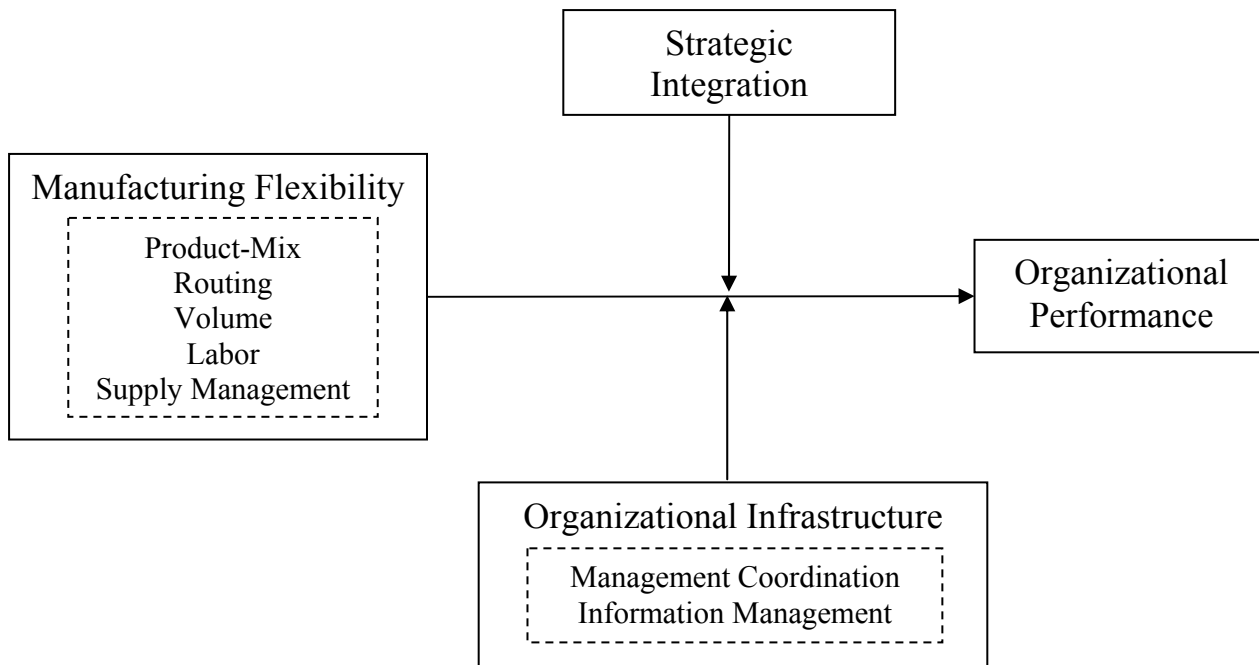 Strategic
Integration
Manufacturing Flexibility
Product-Mix
Routing
Volume
Labor
Supply Management
Organizational
Performance
Organizational Infrastructure
Management Coordination
Information Management